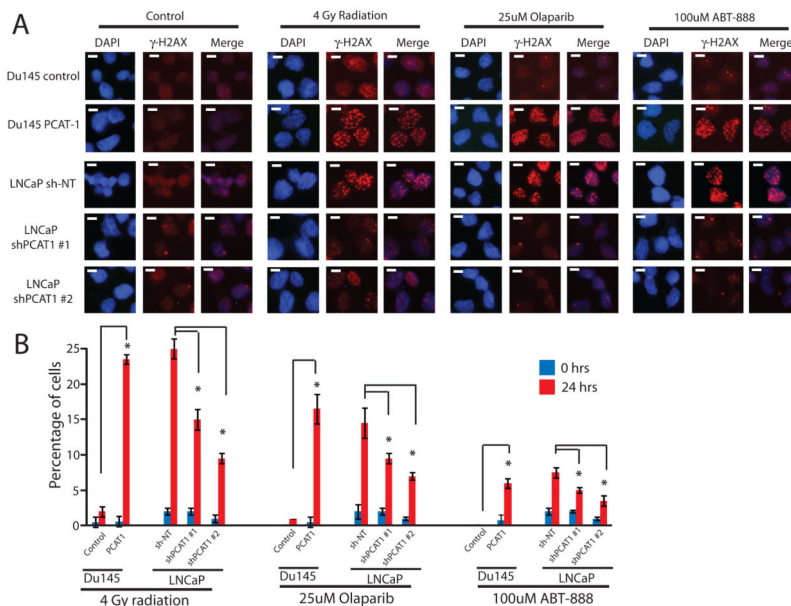 A
Control
4 Gy Radiation
25uM Olaparib
100uM ABT-888
DAPI γ-H2AX Merge
DAPI γ-H2AX Merge
DAPI γ-H2AX Merge
DAPI γ-H2AX Merge
Du145 control
Du145 PCAT-1
LNCaP sh-NT
LNCaP
shPCAT1 #1
LNCaP
shPCAT1 #2
B
Percentage of cells
25
20
15
10
5
0
* * *
* * *
* * *
0 hrs
24 hrs
Control PCAT1 sh-NT shPCAT1 #1 shPCAT1 #2
Control PCAT1 sh-NT shPCAT1 #1 shPCAT1 #2
Control PCAT1 sh-NT shPCAT1 #1 shPCAT1 #2
Du145 LNCaP
Du145 LNCaP
Du145 LNCaP
4 Gy radiation
25uM Olaparib
100uM ABT-888